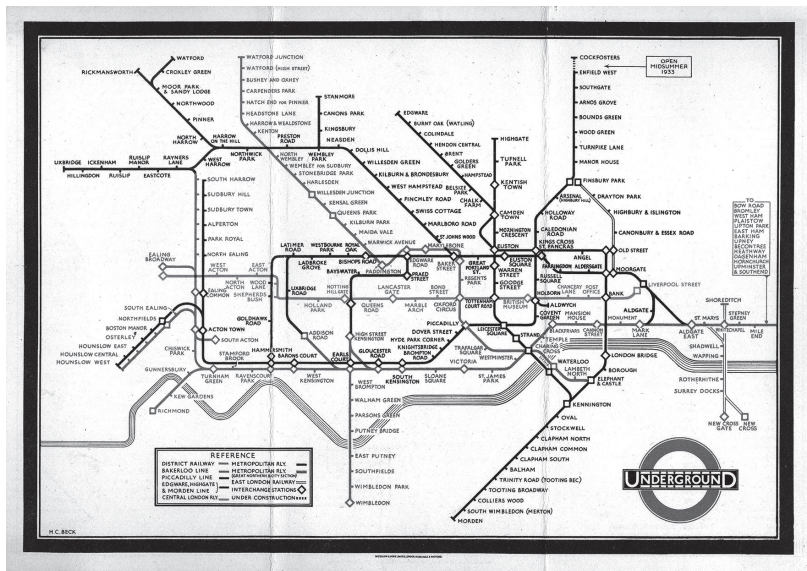 WATFORD
CROXLEY GREEN
RICKMANSWORTH
MOOR PARK
& SANDY LODGE
NORTHWOOD
PINNER
NORTH
HARROW
HARROW
ON THE HILL
NORTHWICK
PARK
PRESTON
ROAD
WEMBLEY
PARK
UXBRIDGE
ICKENHAM
RUISLIP
MANOR
RAYNERS
LANE
WEST
HARROW
HILLINGDON
RUISLIP
EASTCOTE
WATFORD JUNCTION
WATFORD (HIGH STREET)
BUSHEY AND OXHEY
CARPENDERS PARK
HATCH END FOR PINNER
HEADSTONE LANE
HARROW & WEALDSTONE
KENTON
NORTH
WEMBLEY
WEMBLEY FOR SUDBURY
STONEBRIDGE PARK
HARLESDEN
WILLESDEN JUNCTION
KENSAL GREEN
QUEENS PARK
KILBURN PARK
MAIDA VALE
WARWICK AVENUE
STANMORE
CANONS PARK
KINGSBURY
NEASDEN
DOLLIS HILL
WILLESDEN GREEN
KILBURN & BRONDESBURY
WEST HAMPSTEAD
FINCHLEY ROAD
SWISS COTTAGE
MARLBORO ROAD
ST. JOHNS WOOD
MARYLEBONE
EDGWARE
BURNT OAK (WATLING)
COLINDALE
HENDON CENTRAL
BRENT
GOLDERS
GREEN
HAMPSTEAD
BELSIZE
PARK
CHALK
FARM
HIGHGATE
TUFNELL
PARK
KENTISH
TOWN
CAMDEN
TOWN
MORNINGTON
CRESCENT
EUSTON
COCKFOSTERS
ENFIELD WEST
SOUTHGATE
ARNOS GROVE
BOUNDS GREEN
WOOD GREEN
TURNPIKE LANE
MANOR HOUSE
FINSBURY PARK
OPEN
MIDSUMMER
1933
ARSENAL
(HIGHBURY HILL)
HOLLOWAY
ROAD
CALEDONIAN
ROAD
KINGS CROSS
ST. PANCRAS
DRAYTON PARK
HIGHBURY & ISLINGTON
CANONBURY & ESSEX ROAD
OLD STREET
MOORGATE
ANGEL
FARRINGDON
ALDERSGATE
TO
BOW ROAD
BROMLEY
WEST HAM
PLAISTOW
UPTON PARK
EAST HAM
BARKING
UPNEY
BECONTREE
HEATHWAY
DAGENHAM
HORNCHURCH
UPMINSTER
& SOUTHEND
SOUTH HARROW
SUDBURY HILL
SUDBURY TOWN
ALPERTON
PARK ROYAL
NORTH EALING
EALING
BROADWAY
WEST
ACTON
EAST
ACTON
NORTH
ACTON
WOOD
LANE
SHEPHERDS
BUSH
EALING
COMMON
LATIMER
ROAD
LADBROKE
GROVE
WESTBOURNE
PARK
ROYAL
OAK
BISHOPS ROAD
BAYSWATER
PADDINGTON
EDGWARE
ROAD
PRAED
STREET
BAKER
STREET
GREAT
PORTLAND
ST.
REGENT'S
PARK
EUSTON
SQUARE
WARREN
STREET
GOODGE
STREET
TOTTENHAM
COURT ROAD
RUSSELL
SQUARE
HOLBORN
BRITISH
MUSEUM
CHANCERY
LANE
POST
OFFICE
BANK
LIVERPOOL STREET
UXBRIDGE
ROAD
HOLLAND
PARK
NOTTING
HILL GATE
QUEENS
ROAD
LANCASTER
GATE
MARBLE
ARCH
BOND
STREET
OXFORD
CIRCUS
ALDWYCH
COVENT
GARDEN
ALDGATE
SHOREDITCH
ST. MARYS
STEPNEY
GREEN
WHITECHAPEL
ALDGATE
EAST
MILE
END
SOUTH EALING
NORTHFIELDS
BOSTON MANOR
OSTERLEY
HOUNSLOW EAST
HOUNSLOW CENTRAL
HOUNSLOW WEST
CHISWICK
PARK
ACTON TOWN
SOUTH ACTON
GOLDHAWK
ROAD
HAMMERSMITH
STAMFORD
BROOK
BARONS COURT
ADDISON
ROAD
EARLS
COURT
HIGH STREET
KENSINGTON
GLOUCESTER
ROAD
PICCADILLY
DOVER STREET
HYDE PARK CORNER
KNIGHTSBRIDGE
BROMPTON
ROAD
LEICESTER
SQUARE
STRAND
TRAFALGAR
SQUARE
WESTMINSTER
CHARING
CROSS
TEMPLE
BLACKFRIARS
MANSION
HOUSE
CANNON
STREET
MONUMENT
MARK
LANE
GUNNERSBURY
KEW GARDENS
RICHMOND
TURNHAM
GREEN
RAVENSCOURT
PARK
WEST
KENSINGTON
SOUTH
KENSINGTON
SLOANE
SQUARE
VICTORIA
ST. JAMES
PARK
WATERLOO
LAMBETH
NORTH
ELEPHANT
& CASTLE
LONDON BRIDGE
BOROUGH
KENNINGTON
SHADWELL
WAPPING
ROTHERHITHE
SURREY DOCKS
NEW CROSS
GATE
NEW
CROSS
WEST
BROMPTON
WALHAM GREEN
PARSONS GREEN
PUTNEY BRIDGE
EAST PUTNEY
SOUTHFIELDS
WIMBLEDON PARK
WIMBLEDON
OVAL
STOCKWELL
CLAPHAM NORTH
CLAPHAM COMMON
CLAPHAM SOUTH
BALHAM
TRINITY ROAD (TOOTING BEC)
TOOTING BROADWAY
COLLIERS WOOD
SOUTH WIMBLEDON (MERTON)
MORDEN
REFERENCE
DISTRICT RAILWAY
BAKERLOO LINE
PICCADILLY LINE
EDGWARE, HIGHGATE
& MORDEN LINE
CENTRAL LONDON RLY.
METROPOLITAN RLY.
METROPOLITAN RLY.
(GREAT NORTHERN & CITY SECTION)
EAST LONDON RAILWAY
INTERCHANGE STATIONS
UNDER CONSTRUCTION
UNDERGROUND
H.C. BECK